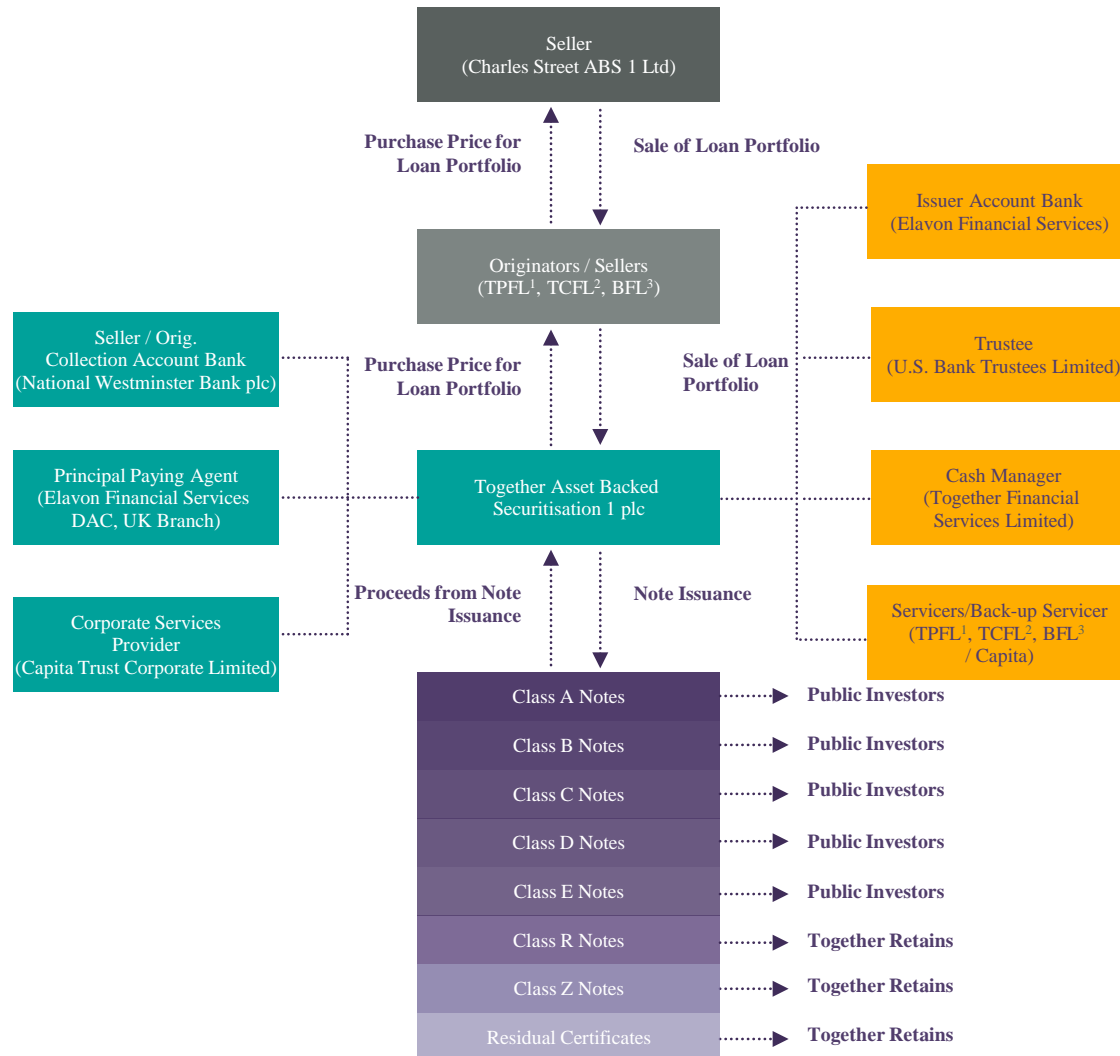 Seller
(Charles Street ABS 1 Ltd)
Purchase Price for
Loan Portfolio
Sale of Loan Portfolio
Issuer Account Bank
(Elavon Financial Services)
Originators / Sellers
(TPFL¹, TCFL², BFL³)
Seller / Orig.
Collection Account Bank
(National Westminster Bank plc)
Purchase Price for
Loan Portfolio
Sale of Loan
Portfolio
Trustee
(U.S. Bank Trustees Limited)
Principal Paying Agent
(Elavon Financial Services
DAC, UK Branch)
Together Asset Backed
Securitisation 1 plc
Cash Manager
(Together Financial
Services Limited)
Proceeds from Note
Issuance
Note Issuance
Corporate Services
Provider
(Capita Trust Corporate Limited)
Servicers/Back-up Servicer
(TPFL¹, TCFL², BFL³
/ Capita)
Class A Notes
Public Investors
Class B Notes
Public Investors
Class C Notes
Public Investors
Class D Notes
Public Investors
Class E Notes
Public Investors
Class R Notes
Together Retains
Class Z Notes
Together Retains
Residual Certificates
Together Retains